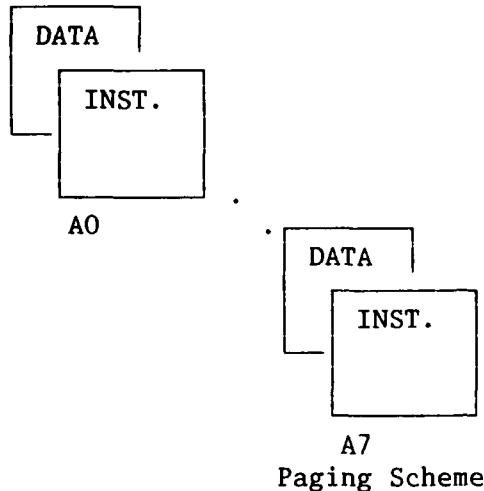 DATA
INST.
A0
DATA
INST.
A7
Paging Scheme